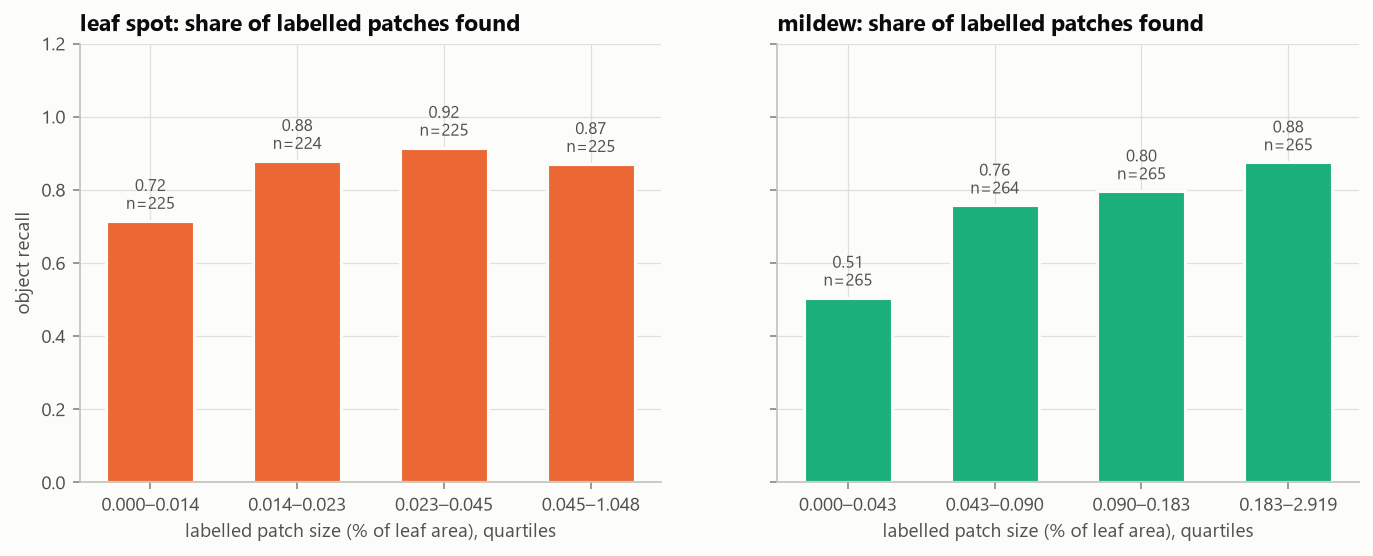 leaf spot: share of labelled patches found
1.2
1.0
0.8
0.6
0.4
0.2
0.0
object recall
0.72
n=225
0.88
n=224
0.92
n=225
0.87
n=225
0.000–0.014
0.014–0.023
0.023–0.045
0.045–1.048
labelled patch size (% of leaf area), quartiles
mildew: share of labelled patches found
0.51
n=265
0.76
n=264
0.80
n=265
0.88
n=265
0.000–0.043
0.043–0.090
0.090–0.183
0.183–2.919
labelled patch size (% of leaf area), quartiles